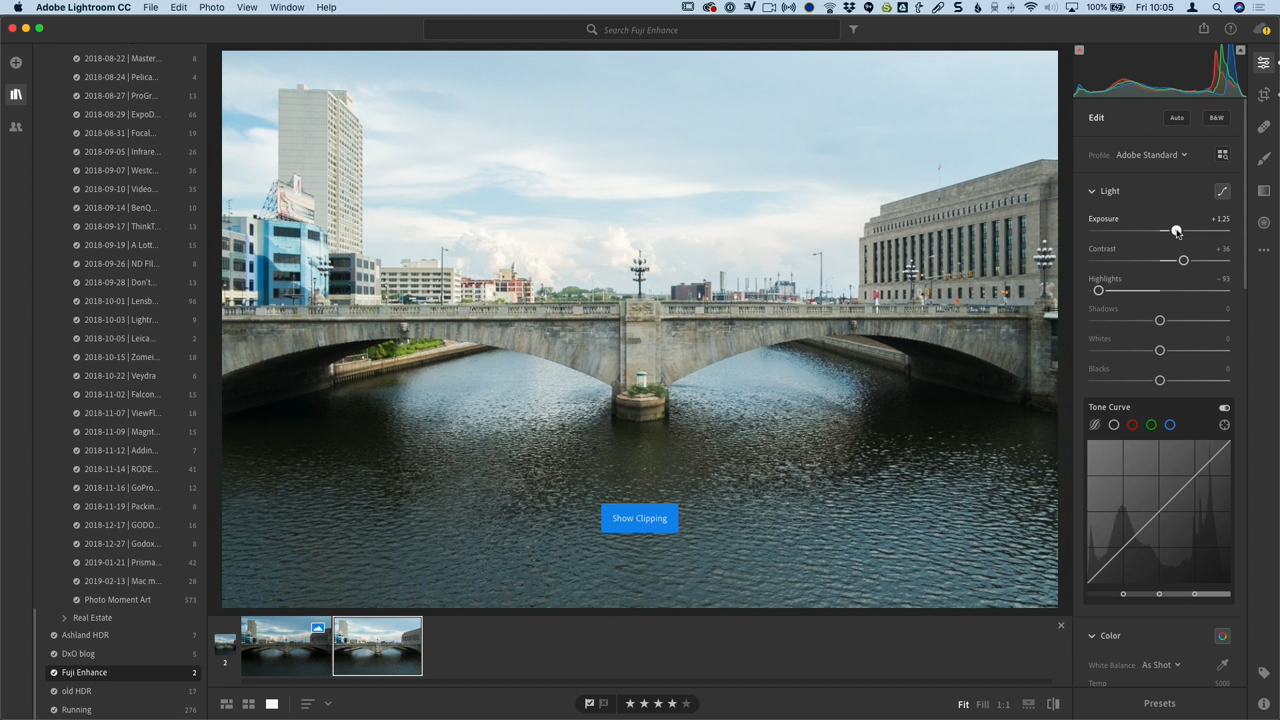 Adobe Lightroom CC File Edit Photo View Window Help 100% Fri 10:05
Search Fuji Enhance
2018-08-22 | Master... 8
2018-08-24 | Pelica... 4
2018-08-27 | ProGr... 13
2018-08-29 | ExpoD... 66
2018-08-31 | Focal... 19
2018-09-05 | Infrare... 26
2018-09-07 | Westc... 36
2018-09-10 | Video... 35
2018-09-14 | BenQ... 10
2018-09-17 | ThinkT... 13
2018-09-19 | A Lott... 15
2018-09-26 | ND FIl... 13
2018-09-28 | Don't... 13
2018-10-01 | Lensb... 96
2018-10-03 | Lightr... 9
2018-10-05 | Leica... 2
2018-10-15 | Zomei... 18
2018-10-22 | Veydra 6
2018-11-02 | Falcon... 15
2018-11-07 | ViewFl... 18
2018-11-09 | Magnt... 15
2018-11-12 | Addin... 7
2018-11-14 | RODE... 41
2018-11-16 | GoPro... 12
2018-11-19 | Packin... 8
2018-12-17 | GODO... 16
2018-12-27 | Godox... 8
2019-01-21 | Prisma... 42
2019-02-13 | Mac m... 28
Photo Moment Art 573
Real Estate
Ashland HDR 7
DxO blog 5
Fuji Enhance 2
old HDR 17
Running 276
Show Clipping
2
Fit Fill 1:1
Edit Auto B&W
Profile Adobe Standard
Light
Exposure + 1.25
Contrast + 36
Highlights – 93
Shadows 0
Whites 0
Blacks 0
Tone Curve
Color
White Balance As Shot
Temp 5000
Presets